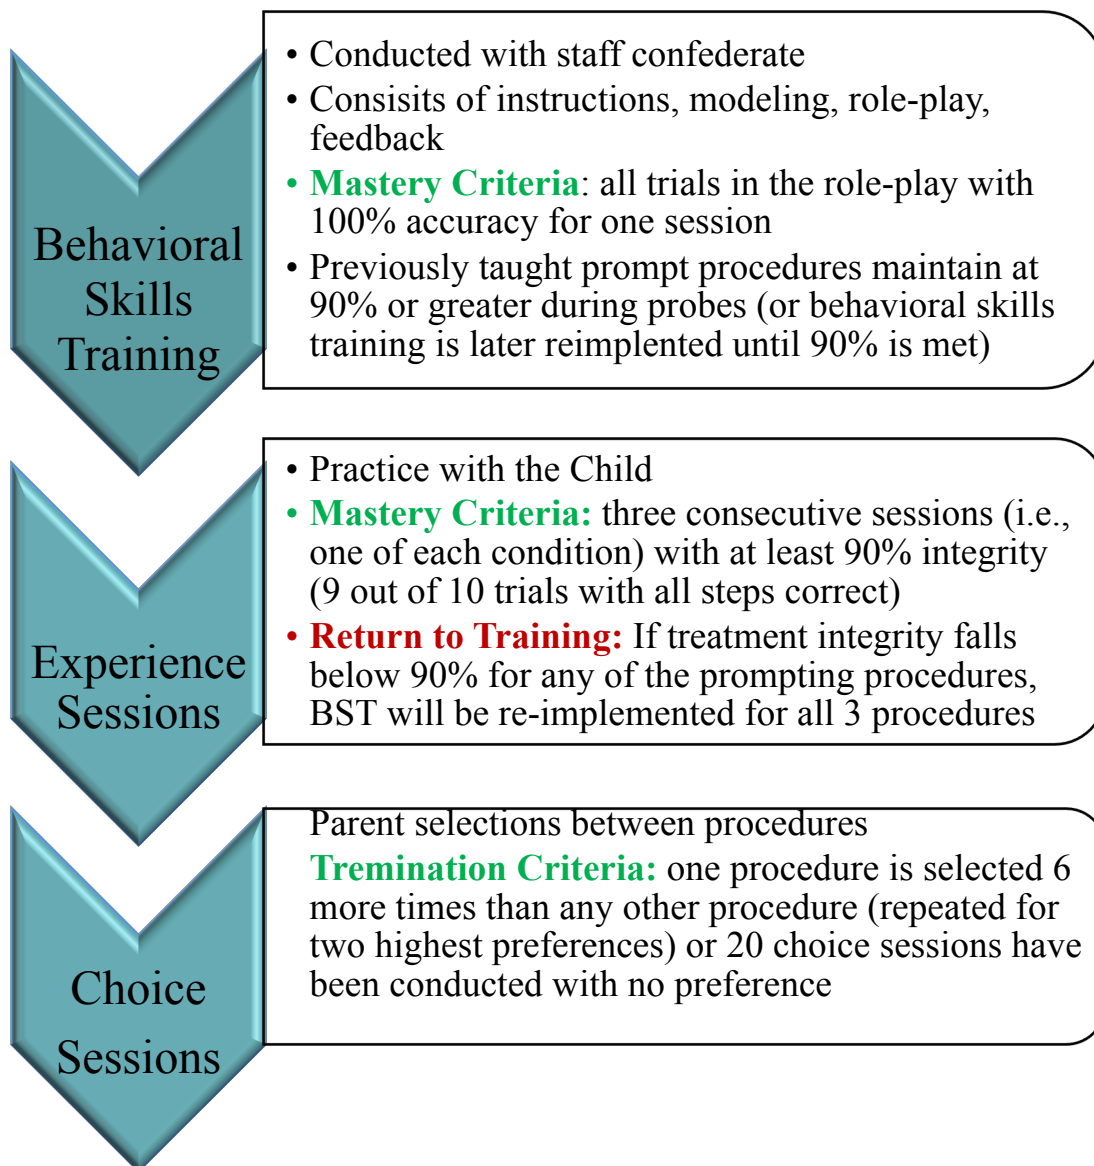 Behavioral
Skills
Training
• Conducted with staff confederate
• Consisits of instructions, modeling, role-play,
feedback
• Mastery Criteria: all trials in the role-play with
100% accuracy for one session
• Previously taught prompt procedures maintain at
90% or greater during probes (or behavioral skills
training is later reimplented until 90% is met)
Experience
Sessions
• Practice with the Child
• Mastery Criteria: three consecutive sessions (i.e.,
one of each condition) with at least 90% integrity
(9 out of 10 trials with all steps correct)
• Return to Training: If treatment integrity falls
below 90% for any of the prompting procedures,
BST will be re-implemented for all 3 procedures
Choice
Sessions
Parent selections between procedures
Tremination Criteria: one procedure is selected 6
more times than any other procedure (repeated for
two highest preferences) or 20 choice sessions have
been conducted with no preference